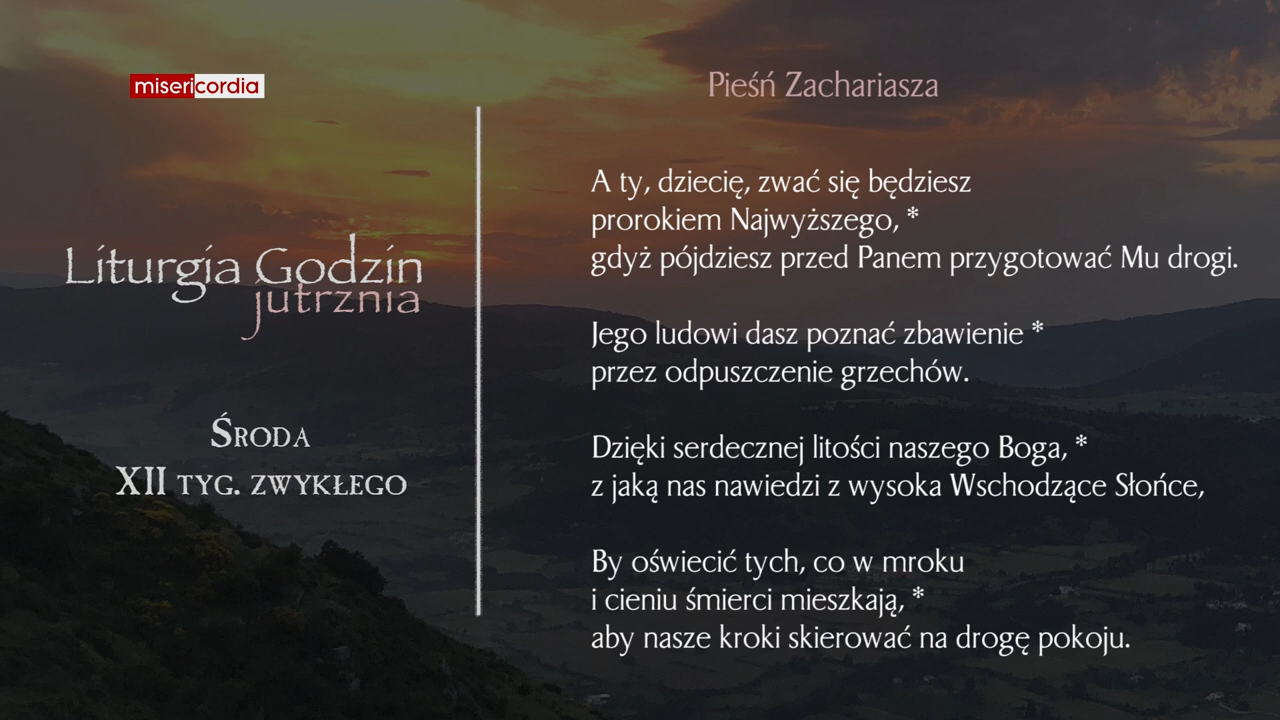 misericordia
Liturgia Godzin
jutrznia
Środa
XII tyg. zwykłego
Pieśń Zachariasza
A ty, dziecię, zwać się będziesz
prorokiem Najwyższego, *
gdyż pójdziesz przed Panem przygotować Mu drogi.
Jego ludowi dasz poznać zbawienie *
przez odpuszczenie grzechów.
Dzięki serdecznej litości naszego Boga, *
z jaką nas nawiedzi z wysoka Wschodzące Słońce,
By oświecić tych, co w mroku
i cieniu śmierci mieszkają, *
aby nasze kroki skierować na drogę pokoju.